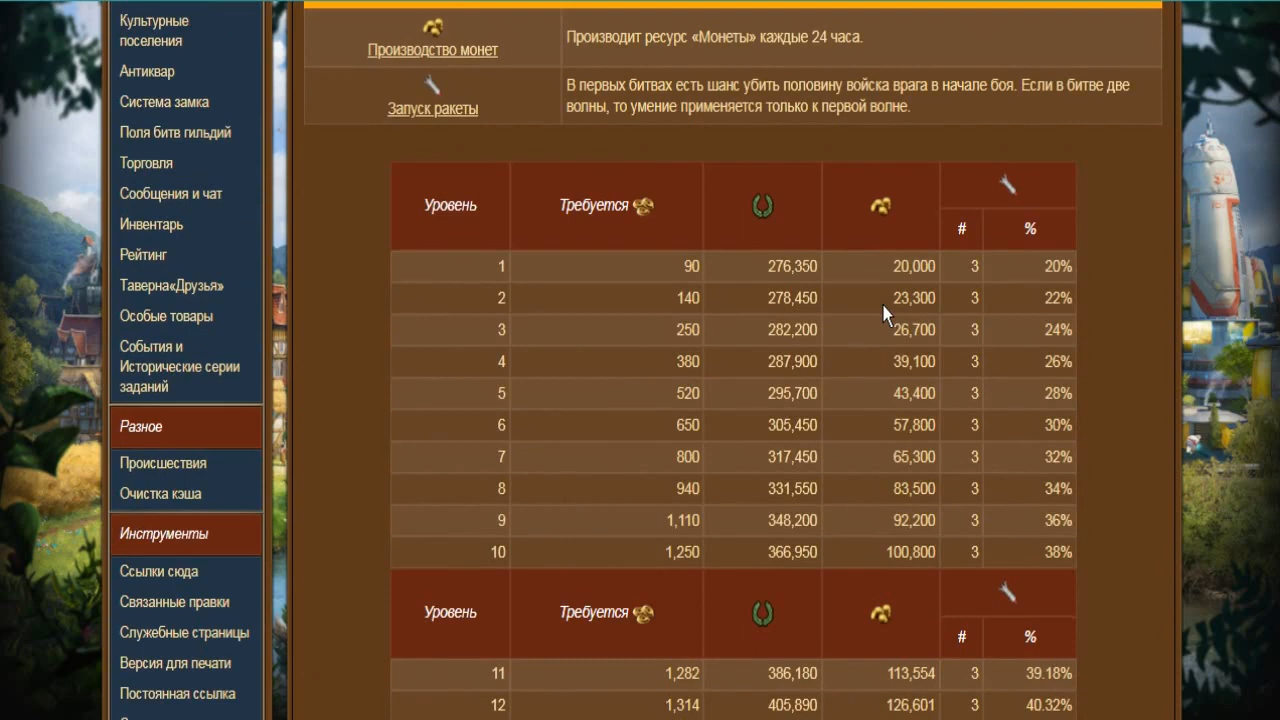 Культурные
поселения
Антиквар
Система замка
Поля битв гильдий
Торговля
Сообщения и чат
Инвентарь
Рейтинг
Таверна«Друзья»
Особые товары
События и
Исторические серии
заданий
Разное
Происшествия
Очистка кэша
Инструменты
Ссылки сюда
Связанные правки
Служебные страницы
Версия для печати
Постоянная ссылка
Производство монет
Производит ресурс «Монеты» каждые 24 часа.
Запуск ракеты
В первых битвах есть шанс убить половину войска врага в начале боя. Если в битве две
волны, то умение применяется только к первой волне.
Уровень Требуется # %
1 90 276,350 20,000 3 20%
2 140 278,450 23,300 3 22%
3 250 282,200 26,700 3 24%
4 380 287,900 39,100 3 26%
5 520 295,700 43,400 3 28%
6 650 305,450 57,800 3 30%
7 800 317,450 65,300 3 32%
8 940 331,550 83,500 3 34%
9 1,110 348,200 92,200 3 36%
10 1,250 366,950 100,800 3 38%
Уровень Требуется # %
11 1,282 386,180 113,554 3 39.18%
12 1,314 405,890 126,601 3 40.32%